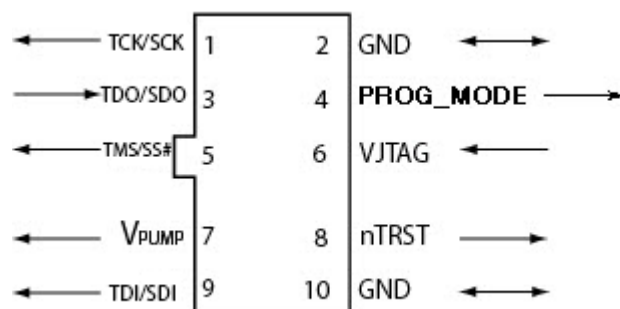 TCK/SCK 1 2 GND
TDO/SDO 3 4 PROG_MODE
TMS/SS# 5 6 VJTAG
VPUMP 7 8 nTRST
TDI/SDI 9 10 GND